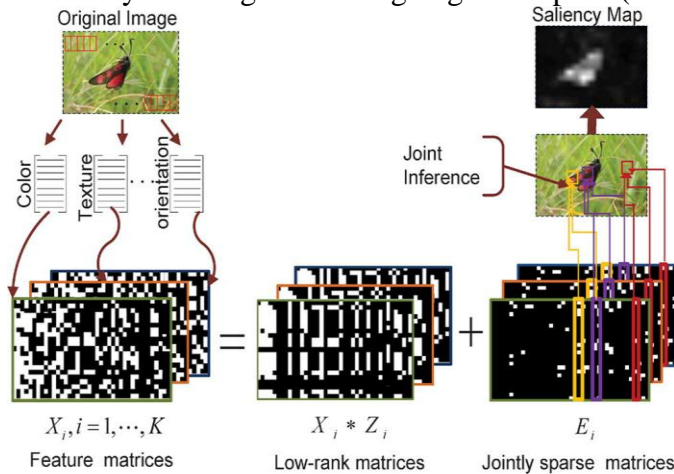 Original Image
Saliency Map
Color
Texture
orientation
Joint
Inference
=
+
X_i, i = 1, ⋯, K
X_i * Z_i
E_i
Feature matrices
Low-rank matrices
Jointly sparse matrices